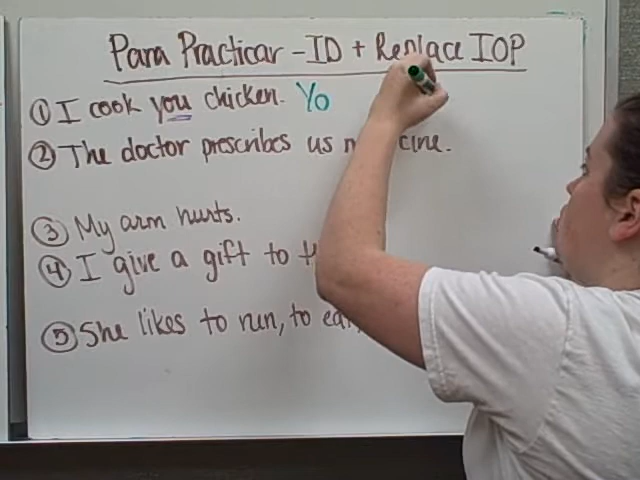 Para Practicar - ID + Replace IOP
① I cook you chicken. Yo
② The doctor prescribes us
③ My arm hurts.
④ I give a gift to
⑤ She likes to run, to eat,